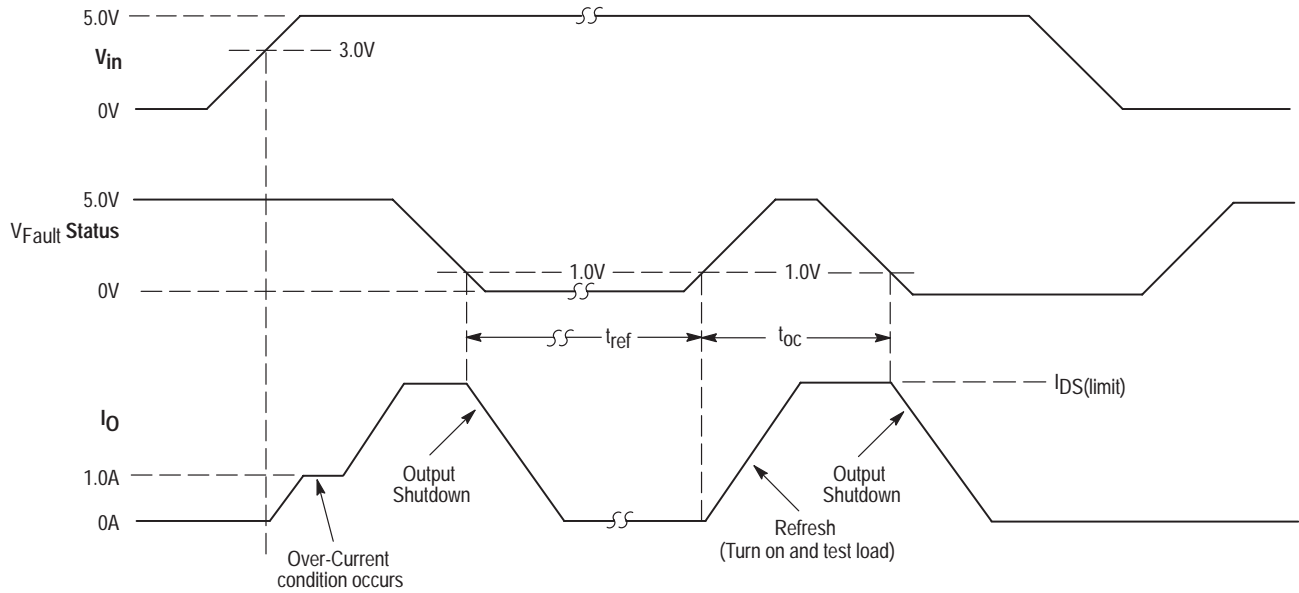 5.0V
Vin
3.0V
0V
5.0V
VFault Status
1.0V
1.0V
0V
tref
toc
IDS(limit)
IO
1.0A
Output
Shutdown
Output
Shutdown
0A
Refresh
(Turn on and test load)
Over-Current
condition occurs